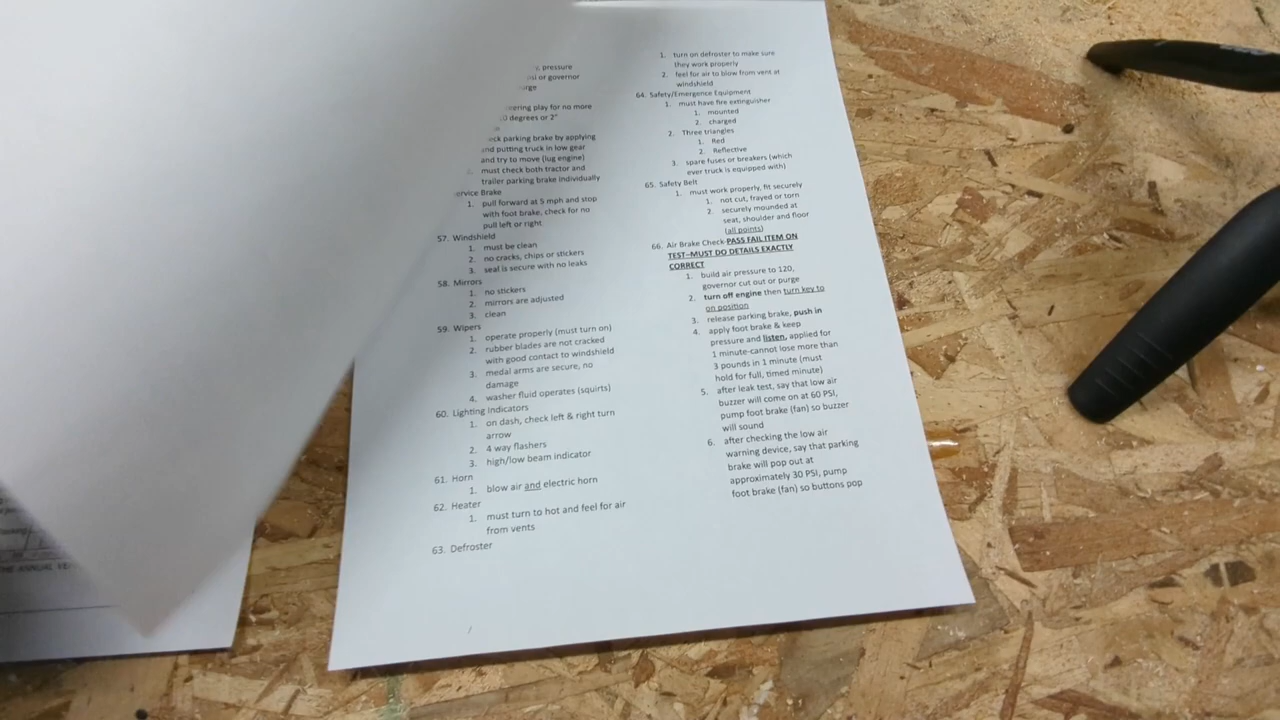 pressure
or governor
ering play for no more
degrees or 2"
ck parking brake by applying
and putting truck in low gear
and try to move (lug engine)
must check both tractor and
trailer parking brake individually
ervice Brake
1. pull forward at 5 mph and stop
with foot brake, check for no
pull left or right
57. Windshield
1. must be clean
2. no cracks, chips or stickers
3. seal is secure with no leaks
58. Mirrors
1. no stickers
2. mirrors are adjusted
3. clean
59. Wipers
1. operate properly (must turn on)
2. rubber blades are not cracked
with good contact to windshield
3. medal arms are secure, no
damage
4. washer fluid operates (squirts)
60. Lighting Indicators
1. on dash, check left & right turn
arrow
2. 4 way flashers
3. high/low beam indicator
61. Horn
1. blow air and electric horn
62. Heater
1. must turn to hot and feel for air
from vents
63. Defroster
1. turn on defroster to make sure
they work properly
2. feel for air to blow from vent at
windshield
64. Safety/Emergence Equipment
1. must have fire extinguisher
1. mounted
2. charged
2. Three triangles
1. Red
2. Reflective
3. spare fuses or breakers (which
ever truck is equipped with)
65. Safety Belt
1. must work properly, fit securely
1. not cut, frayed or torn
2. securely mounded at
seat, shoulder and floor
(all points)
66. Air Brake Check-PASS FAIL ITEM ON
TEST–MUST DO DETAILS EXACTLY
CORRECT
1. build air pressure to 120,
governor cut out or purge
2. turn off engine then turn key to
on position
3. release parking brake, push in
4. apply foot brake & keep
pressure and listen, applied for
1 minute-cannot lose more than
3 pounds in 1 minute (must
hold for full, timed minute)
5. after leak test, say that low air
buzzer will come on at 60 PSI,
pump foot brake (fan) so buzzer
will sound
6. after checking the low air
warning device, say that parking
brake will pop out at
approximately 30 PSI, pump
foot brake (fan) so buttons pop
THE ANNUAL VE